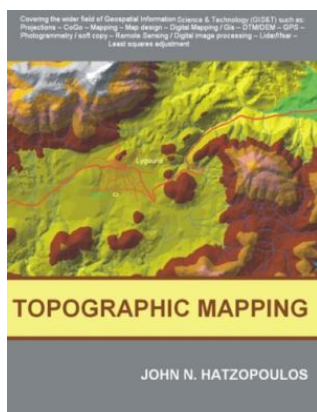 Covering the wider field of Geospatial Information Science & Technology (GIS&T) such as:
Projections – CoGo – Mapping – Map design – Digital Mapping / Gis – DTM/DEM – GPS –
Photogrammetry / soft copy – Remote Sensing / Digital image processing – Lidar/Ifsar –
Least squares adjustment
Lygourio
TOPOGRAPHIC MAPPING
JOHN N. HATZOPOULOS